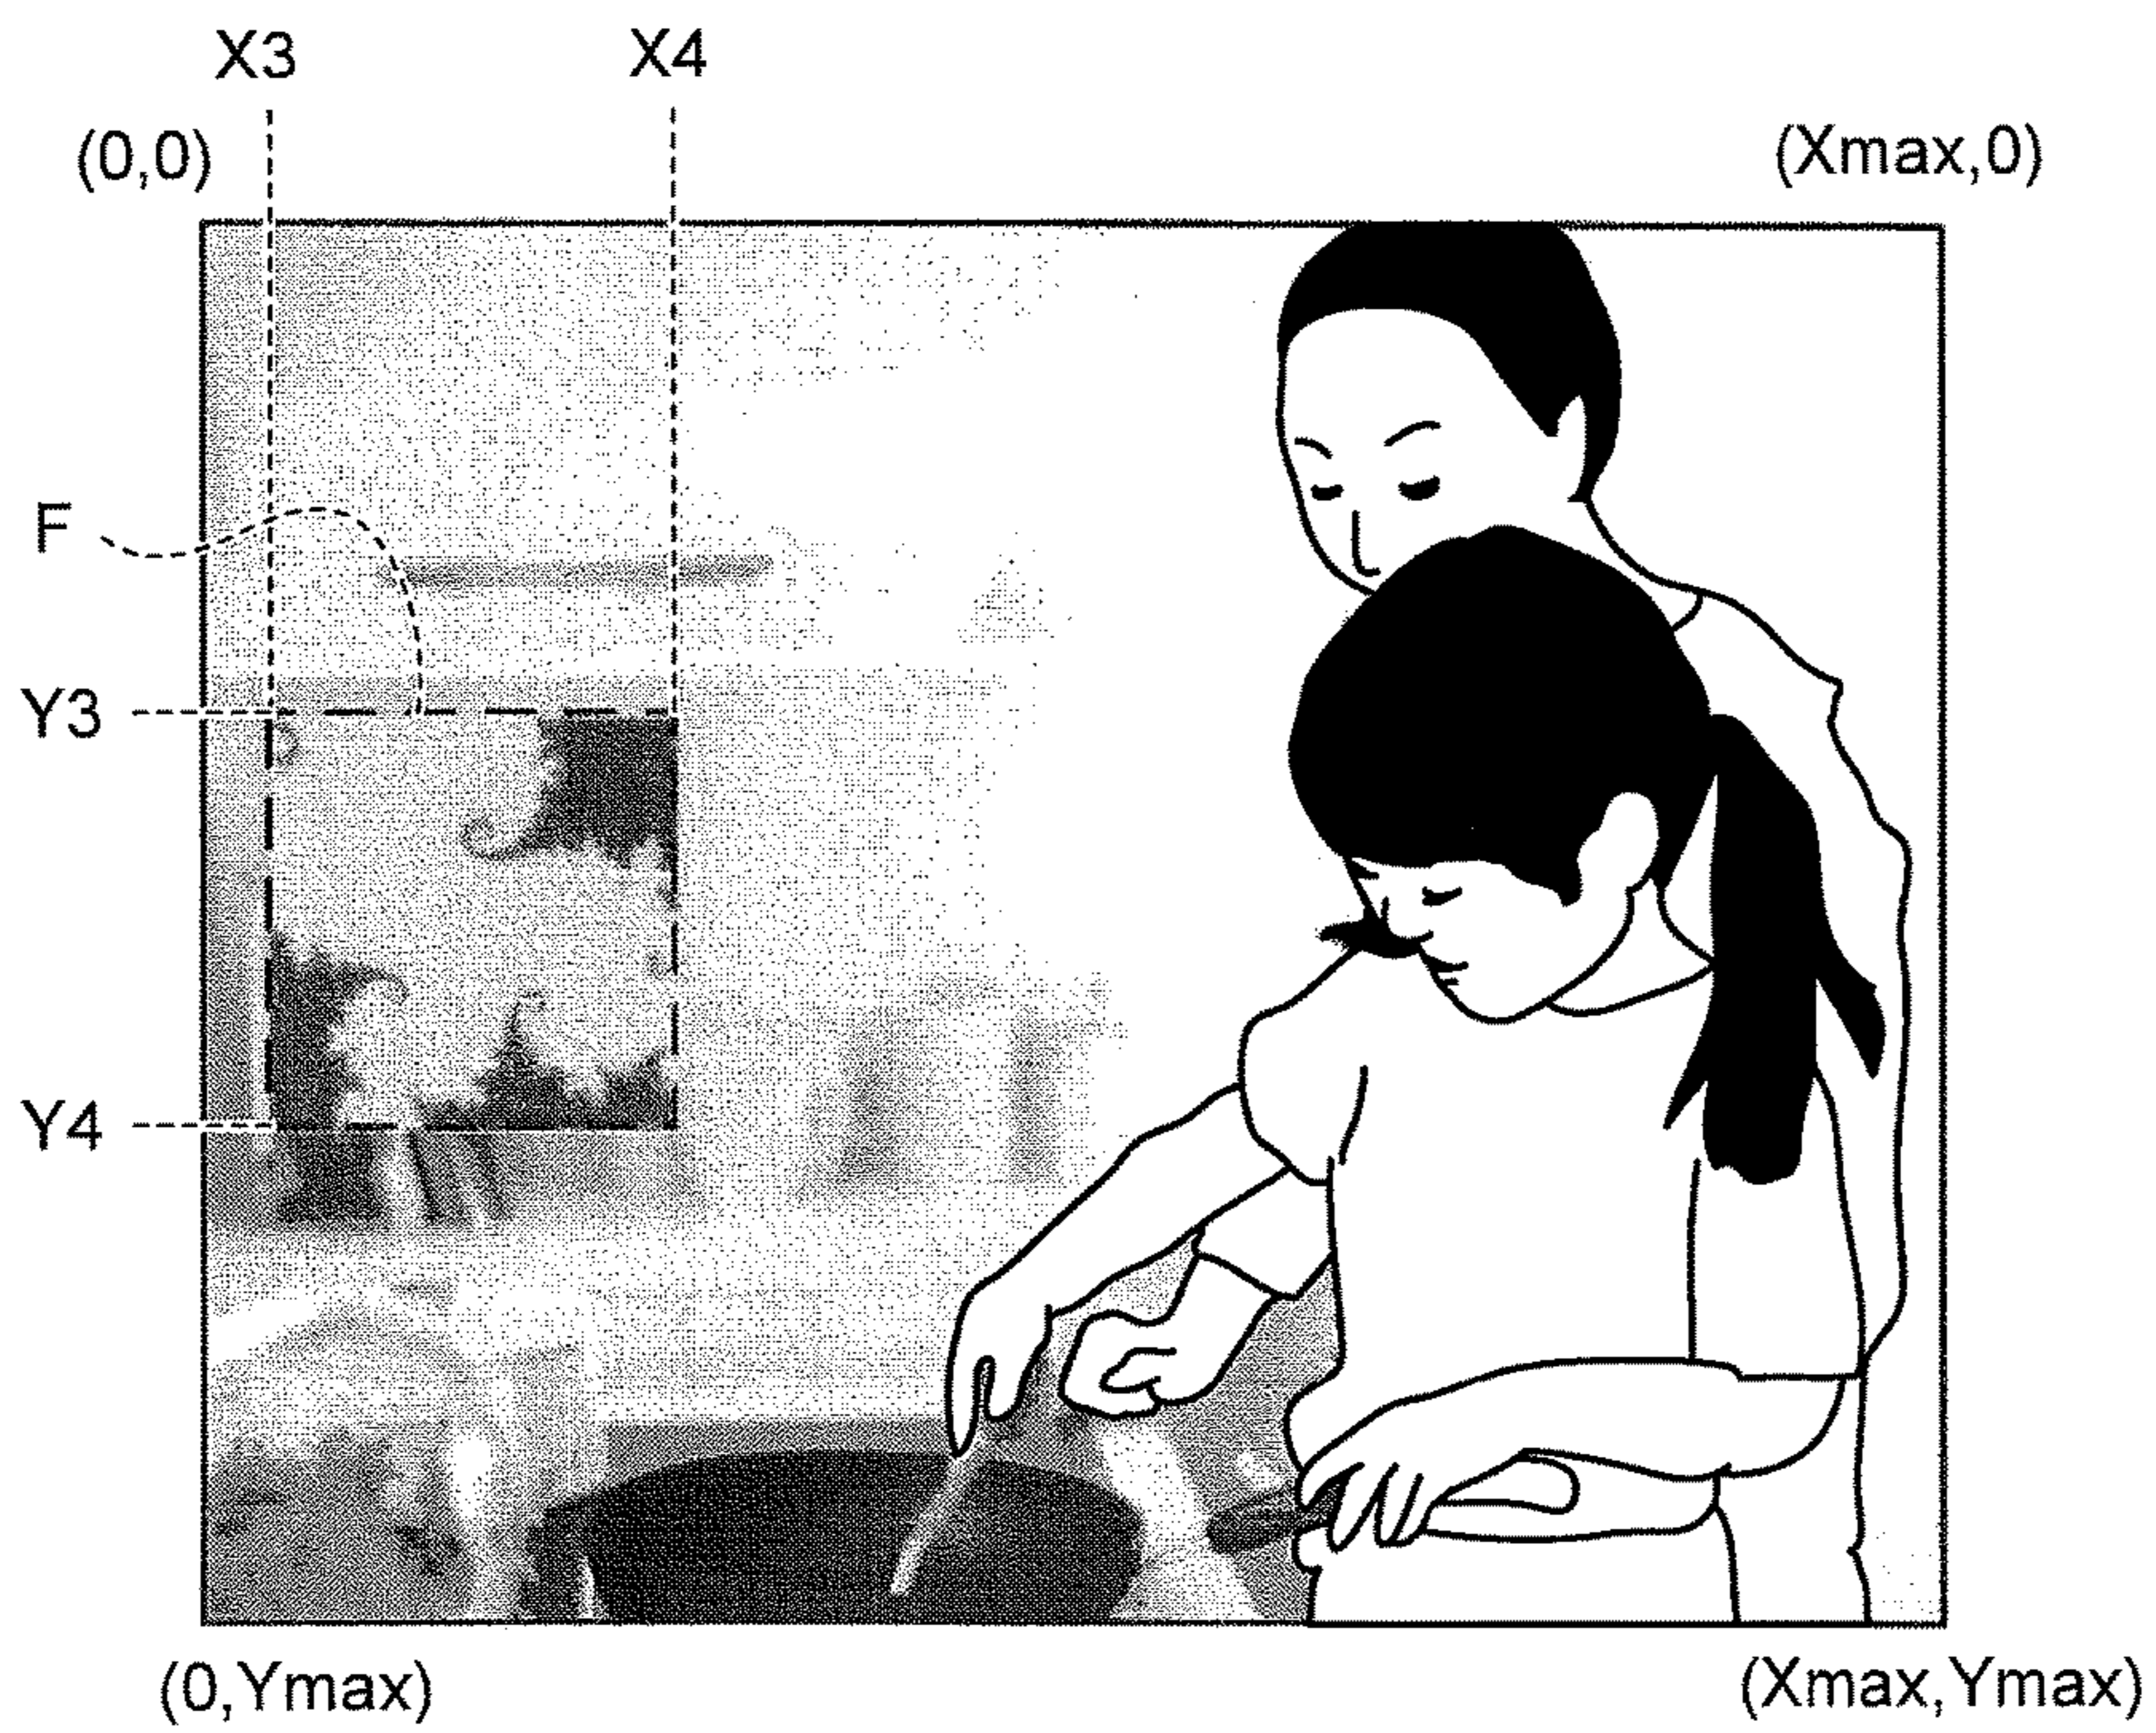 X3 X4
(0,0) (Xmax,0)
F
Y3
Y4
(0,Ymax) (Xmax,Ymax)